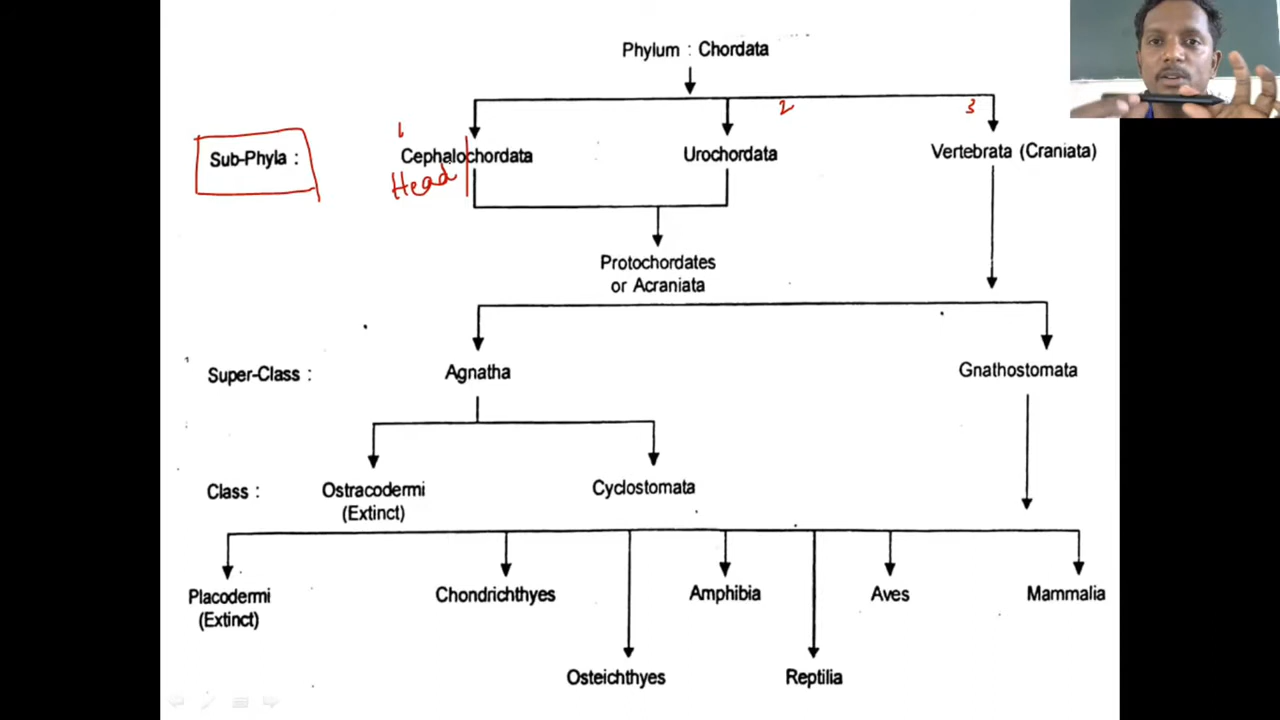 Phylum : Chordata
1
2
3
Sub-Phyla :
Cephalochordata
Urochordata
Vertebrata (Craniata)
Head
Protochordates
or Acraniata
Super-Class :
Agnatha
Gnathostomata
Class :
Ostracodermi
(Extinct)
Cyclostomata
Placodermi
(Extinct)
Chondrichthyes
Amphibia
Aves
Mammalia
Osteichthyes
Reptilia